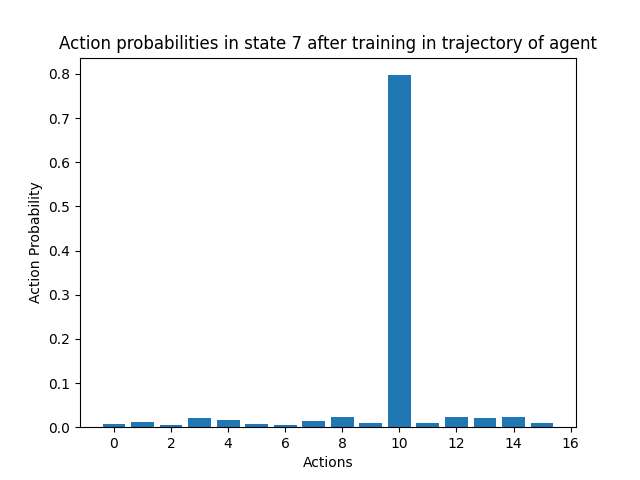 Action probabilities in state 7 after training in trajectory of agent
0.8
0.7
0.6
0.5
0.4
0.3
0.2
0.1
0.0
Action Probability
0 2 4 6 8 10 12 14 16
Actions